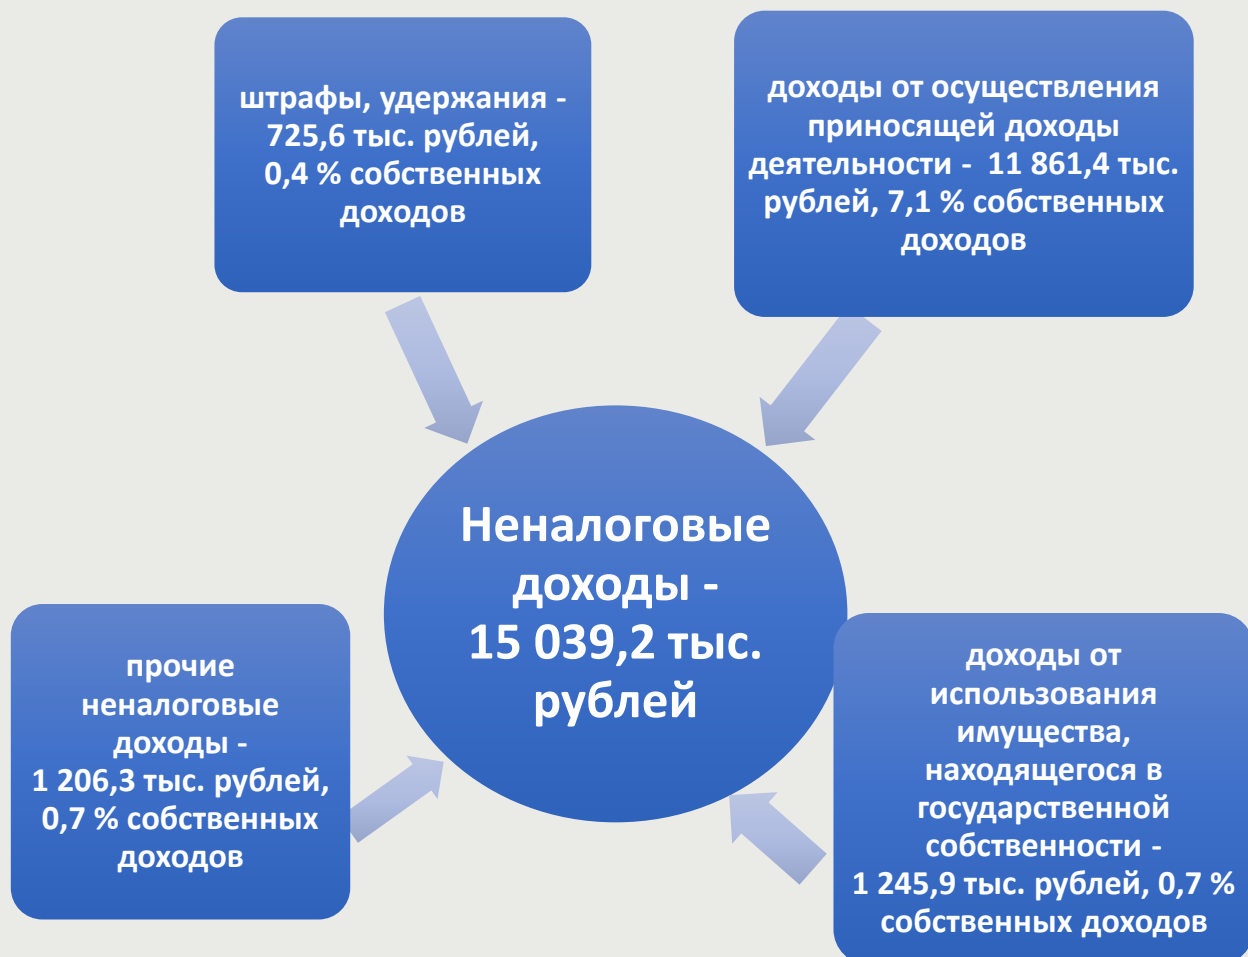 штрафы, удержания -
725,6 тыс. рублей,
0,4 % собственных
доходов
доходы от осуществления
приносящей доходы
деятельности - 11 861,4 тыс.
рублей, 7,1 % собственных
доходов
Неналоговые
доходы -
15 039,2 тыс.
рублей
прочие
неналоговые
доходы -
1 206,3 тыс. рублей,
0,7 % собственных
доходов
доходы от
использования
имущества,
находящегося в
государственной
собственности -
1 245,9 тыс. рублей, 0,7 %
собственных доходов